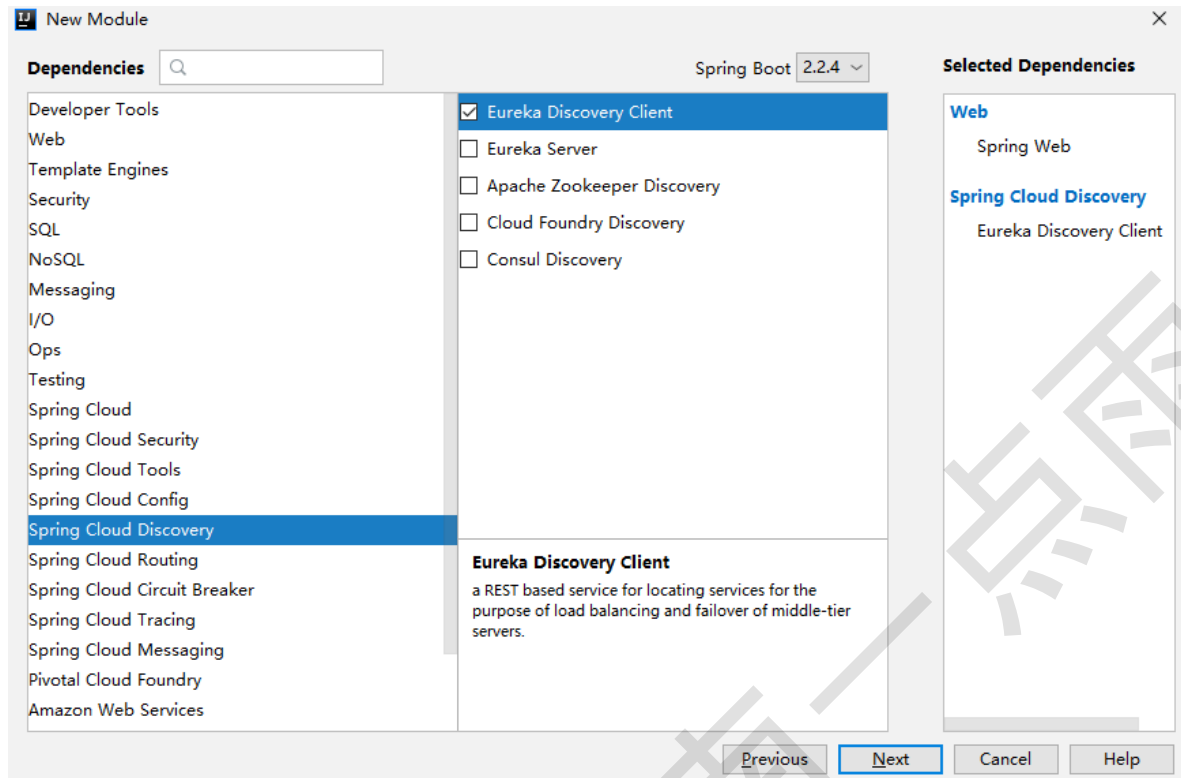 New Module
Dependencies
Spring Boot 2.2.4
Selected Dependencies
Developer Tools
Web
Template Engines
Security
SQL
NoSQL
Messaging
I/O
Ops
Testing
Spring Cloud
Spring Cloud Security
Spring Cloud Tools
Spring Cloud Config
Spring Cloud Discovery
Spring Cloud Routing
Spring Cloud Circuit Breaker
Spring Cloud Tracing
Spring Cloud Messaging
Pivotal Cloud Foundry
Amazon Web Services
Eureka Discovery Client
Eureka Server
Apache Zookeeper Discovery
Cloud Foundry Discovery
Consul Discovery
Eureka Discovery Client
a REST based service for locating services for the
purpose of load balancing and failover of middle-tier
servers.
Web
Spring Web
Spring Cloud Discovery
Eureka Discovery Client
Previous
Next
Cancel
Help
一点雨